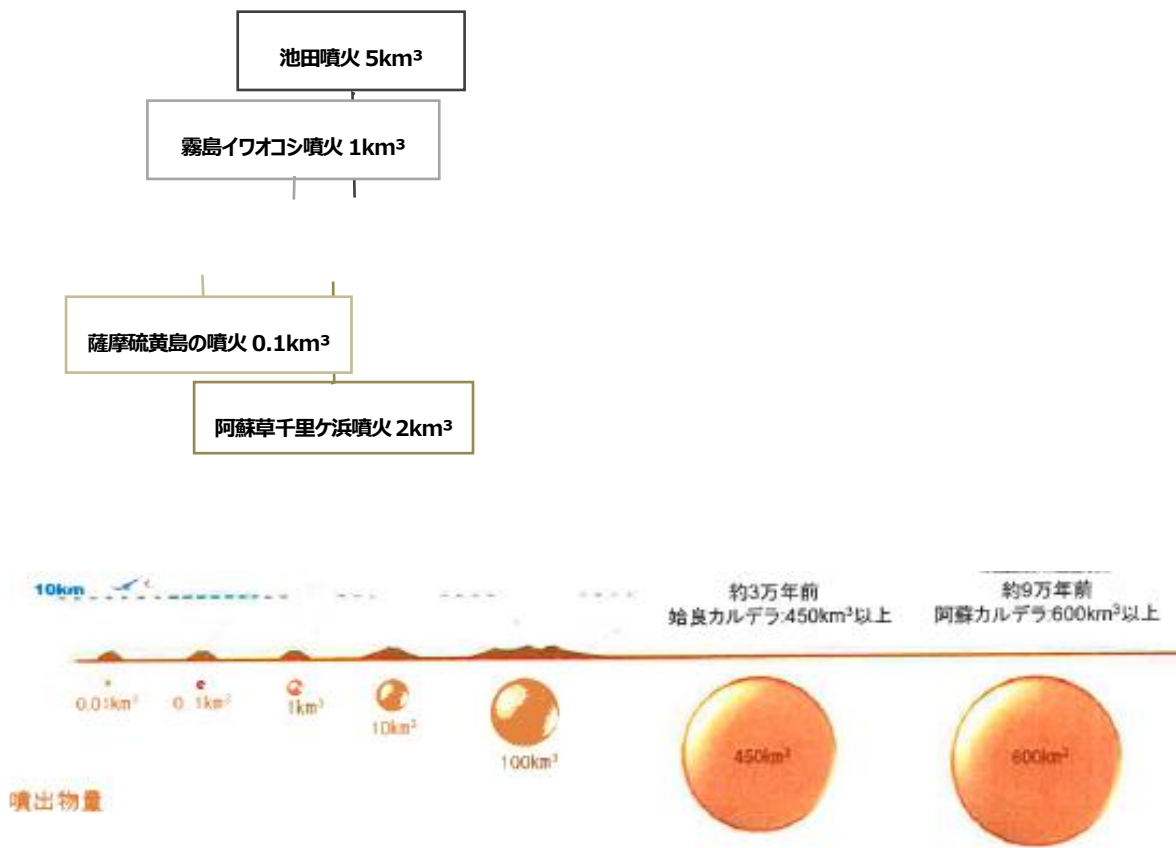 池田噴火 5km³
霧島イワオコシ噴火 1km³
薩摩硫黄島の噴火 0.1km³
阿蘇草千里ケ浜噴火 2km³
10km
約3万年前
姶良カルデラ:450km³以上
約9万年前
阿蘇カルデラ:600km³以上
0.01km³
0.1km³
1km³
10km³
100km³
450km³
600km³
噴出物量